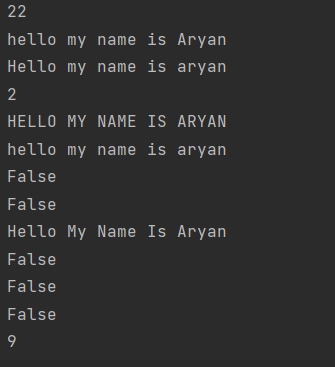 22
hello my name is Aryan
Hello my name is aryan
2
HELLO MY NAME IS ARYAN
hello my name is aryan
False
False
Hello My Name Is Aryan
False
False
False
9